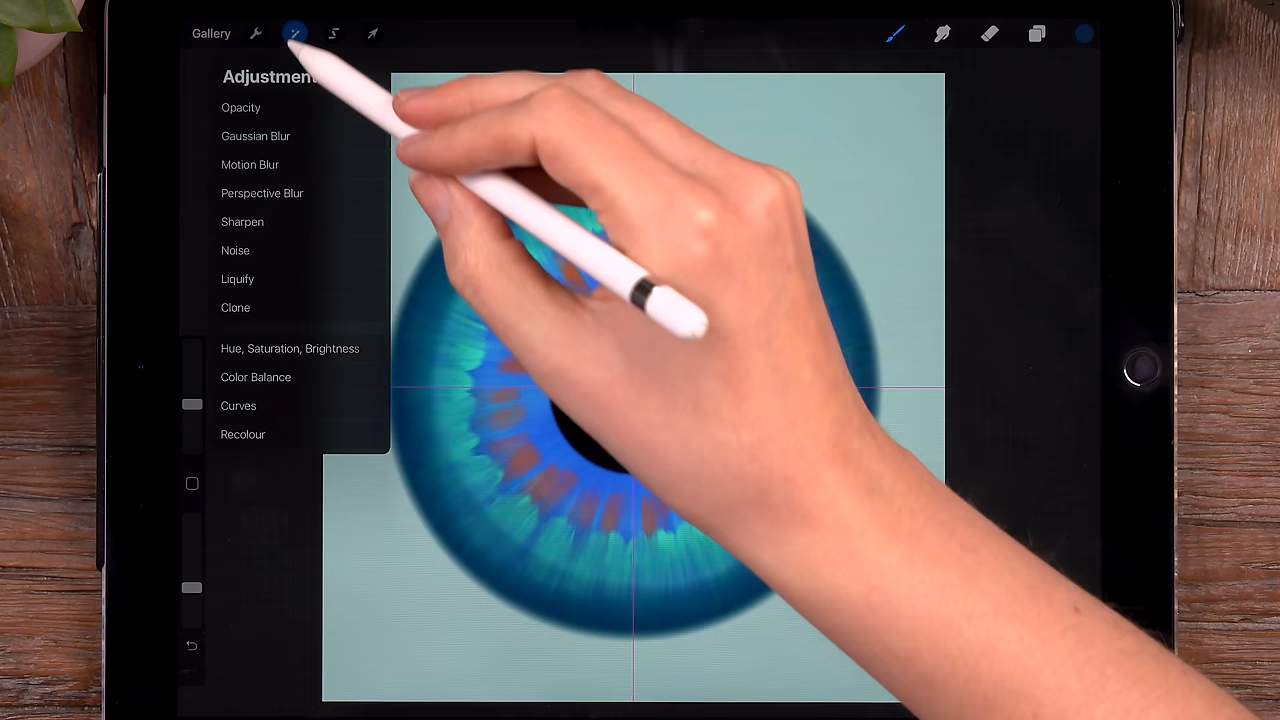 Gallery
Adjustment
Opacity
Gaussian Blur
Motion Blur
Perspective Blur
Sharpen
Noise
Liquify
Clone
Hue, Saturation, Brightness
Color Balance
Curves
Recolour